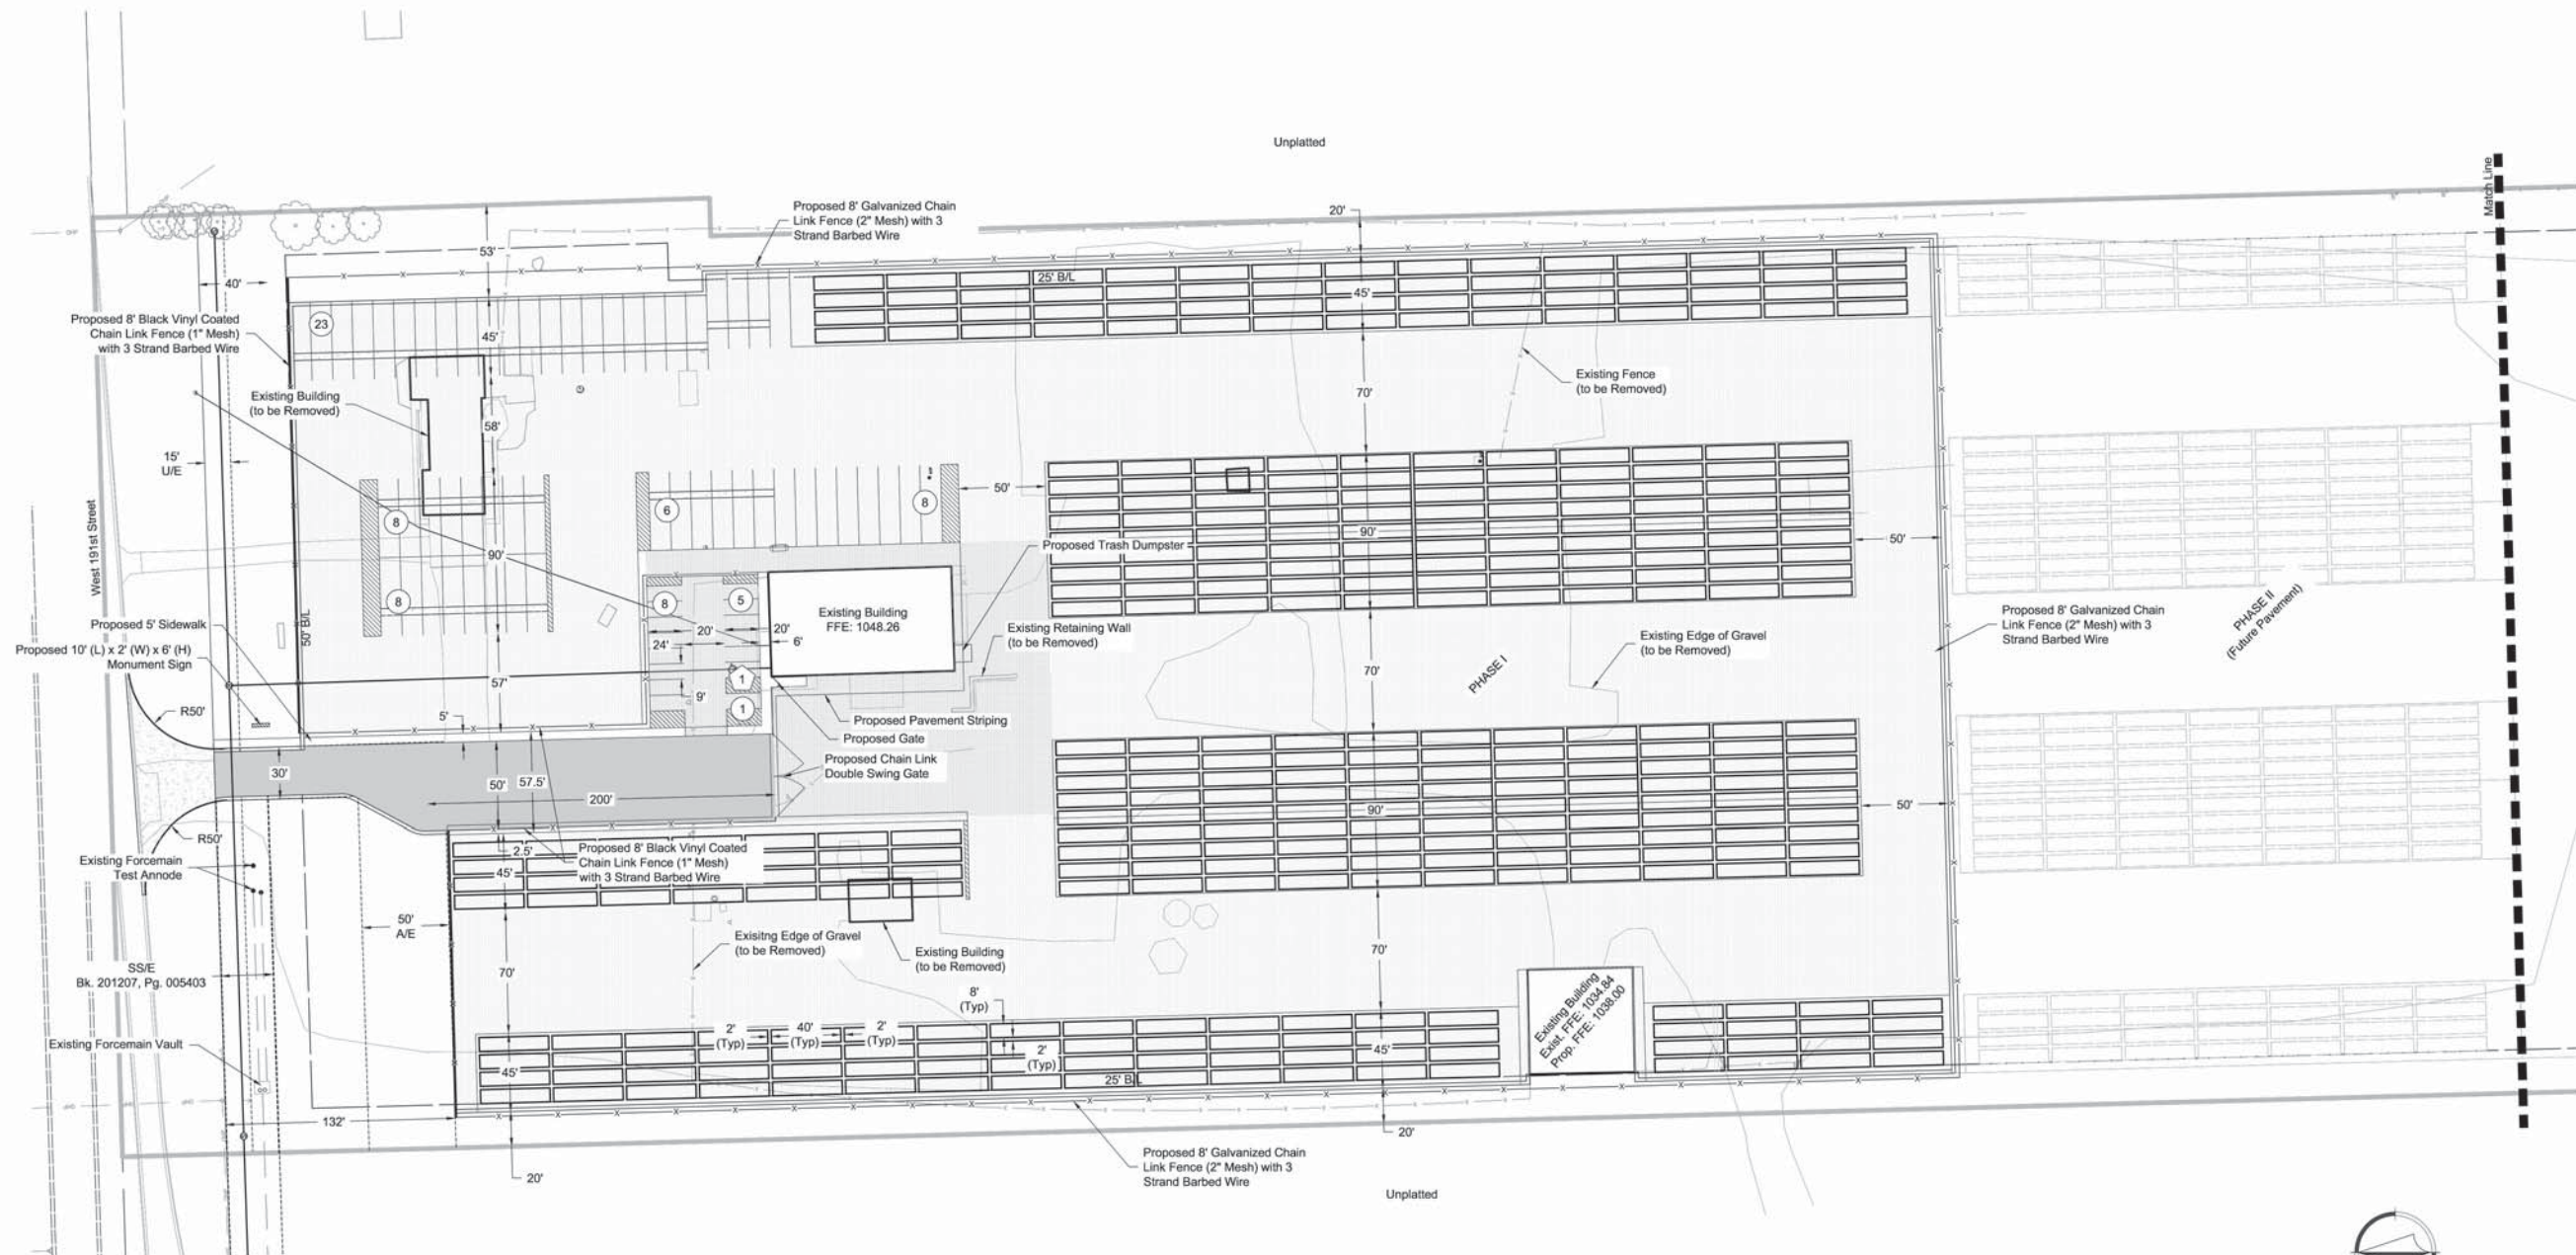 Unplatted
Match Line
20'
Proposed 8' Galvanized Chain
Link Fence (2" Mesh) with 3
Strand Barbed Wire
53'
40'
25' B/L
45'
Proposed 8' Black Vinyl Coated
Chain Link Fence (1" Mesh)
with 3 Strand Barbed Wire
23
45'
Existing Fence
(to be Removed)
70'
Existing Building
(to be Removed)
58'
15'
U/E
West 191st Street
50'
8
6
8
90'
90'
50'
Proposed Trash Dumpster
8
8
5
Existing Building
FFE: 1048.26
20'
20'
24'
6'
9'
1
1
Existing Retaining Wall
(to be Removed)
Existing Edge of Gravel
(to be Removed)
Proposed 8' Galvanized Chain
Link Fence (2" Mesh) with 3
Strand Barbed Wire
PHASE II
(Future Pavement)
50' B/L
Proposed 5' Sidewalk
Proposed 10' (L) x 2' (W) x 6' (H)
Monument Sign
57'
70'
PHASE I
R50'
5'
Proposed Pavement Striping
Proposed Gate
Proposed Chain Link
Double Swing Gate
30'
50'
57.5'
200'
90'
50'
R50'
2.5'
Proposed 8' Black Vinyl Coated
Chain Link Fence (1" Mesh)
with 3 Strand Barbed Wire
Existing Forcemain
Test Annode
45'
50'
A/E
Exisitng Edge of Gravel
(to be Removed)
Existing Building
(to be Removed)
70'
70'
SS/E
Bk. 201207, Pg. 005403
8'
(Typ)
2'
(Typ)
40'
(Typ)
2'
(Typ)
2'
(Typ)
Existing Building
Exist. FFE: 1034.84
Prop. FFE: 1038.00
Existing Forcemain Vault
45'
45'
25' B/L
132'
20'
20'
Proposed 8' Galvanized Chain
Link Fence (2" Mesh) with 3
Strand Barbed Wire
Unplatted